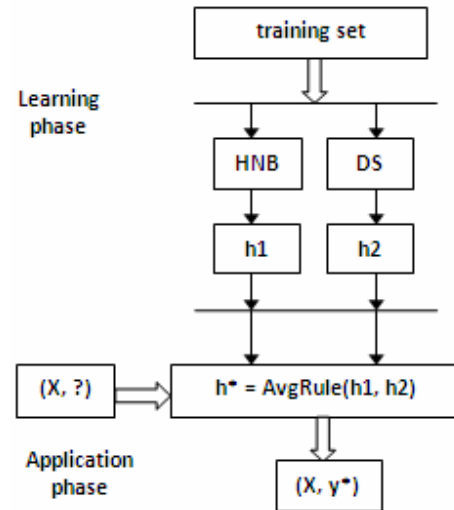 training set
Learning
phase
HNB
DS
h1
h2
(X, ?)
h* = AvgRule(h1, h2)
Application
phase
(X, y*)